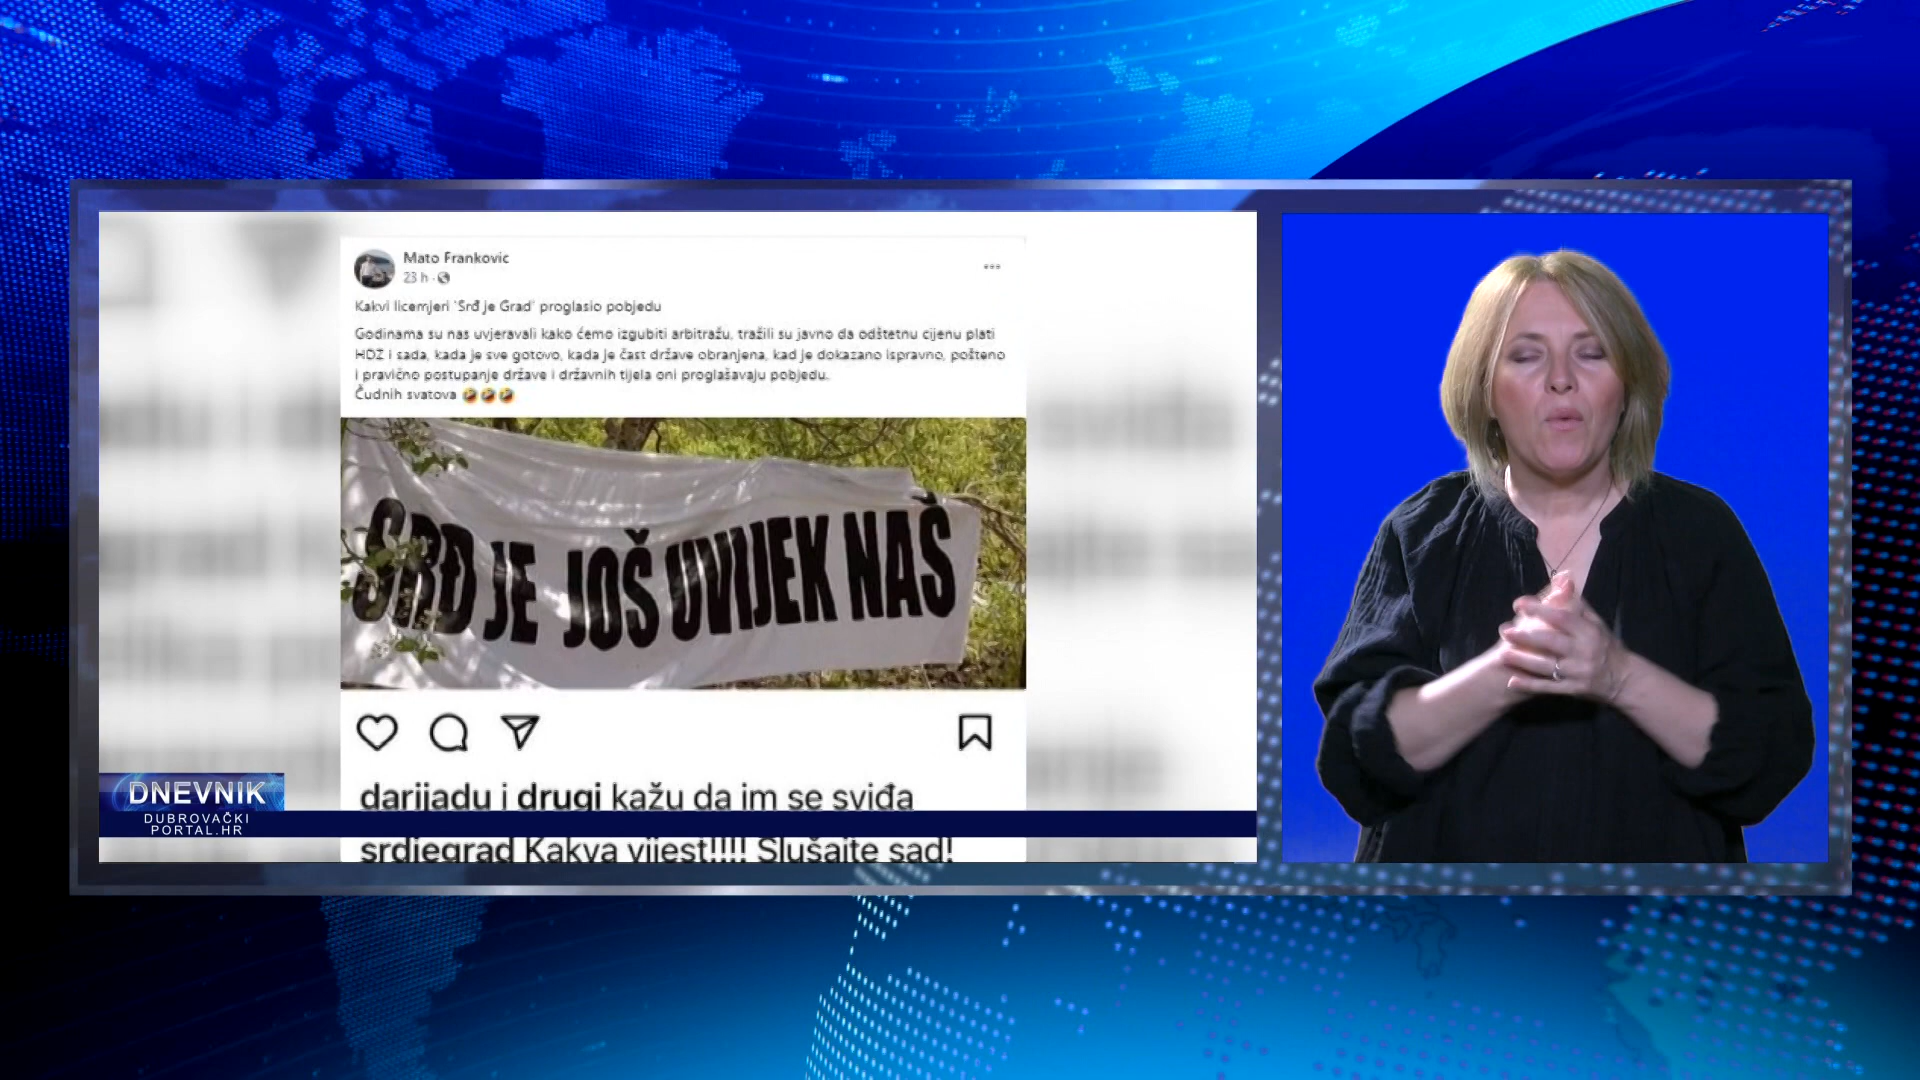 Mato Frankovic
23 h
Kakvi licemjeri 'Srđ je Grad' proglasio pobjedu
Godinama su nas uvjeravali kako ćemo izgubiti arbitražu, tražili su javno da odštetnu cijenu plati
HDZ i sada, kada je sve gotovo, kada je čast države obranjena, kad je dokazano ispravno, pošteno
i pravično postupanje države i državnih tijela oni proglašavaju pobjedu.
Čudnih svatova 🤣🤣🤣
SRĐ JE JOŠ UVIJEK NAŠ
darijadu i drugi kažu da im se sviđa
srdjegrad Kakva vijest!!!! Slušajte sad!
DNEVNIK
DUBROVAČKI
PORTAL.HR